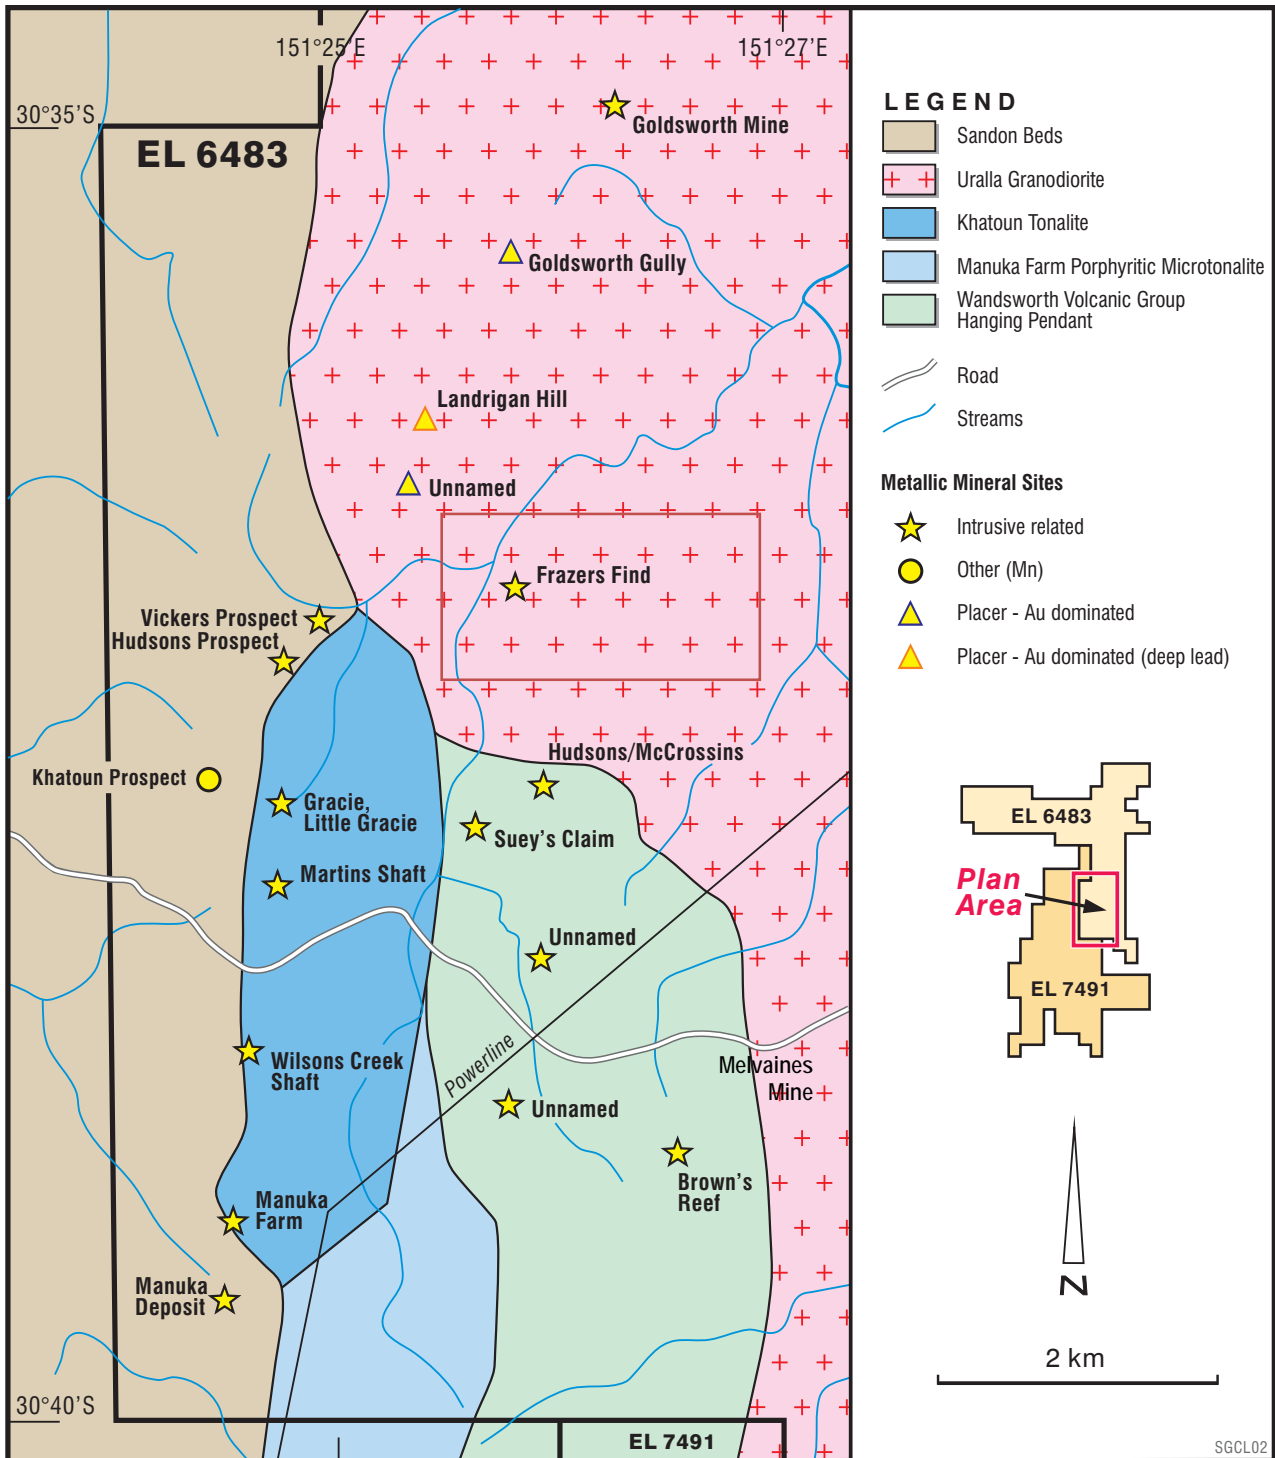 151°25'E
151°27'E
30°35'S
EL 6483
Goldsworth Mine
Goldsworth Gully
Landrigan Hill
Unnamed
Frazers Find
Vickers Prospect
Hudsons Prospect
Hudsons/McCrossins
Khatoun Prospect
Gracie,
Little Gracie
Suey's Claim
Martins Shaft
Unnamed
Powerline
Wilsons Creek
Shaft
Melvaines
Mine
Unnamed
Brown's
Reef
Manuka
Farm
Manuka
Deposit
30°40'S
EL 7491
LEGEND
Sandon Beds
Uralla Granodiorite
Khatoun Tonalite
Manuka Farm Porphyritic Microtonalite
Wandsworth Volcanic Group
Hanging Pendant
Road
Streams
Metallic Mineral Sites
Intrusive related
Other (Mn)
Placer - Au dominated
Placer - Au dominated (deep lead)
EL 6483
Plan
Area
EL 7491
N
2 km
SGCL02